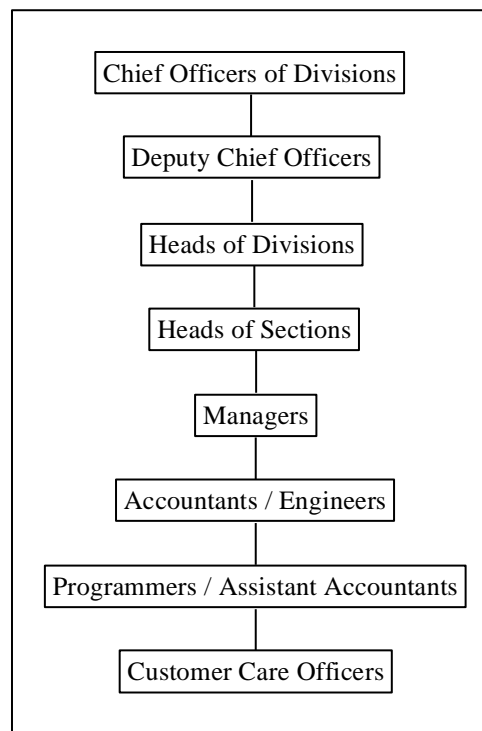 Chief Officers of Divisions
Deputy Chief Officers
Heads of Divisions
Heads of Sections
Managers
Accountants / Engineers
Programmers / Assistant Accountants
Customer Care Officers